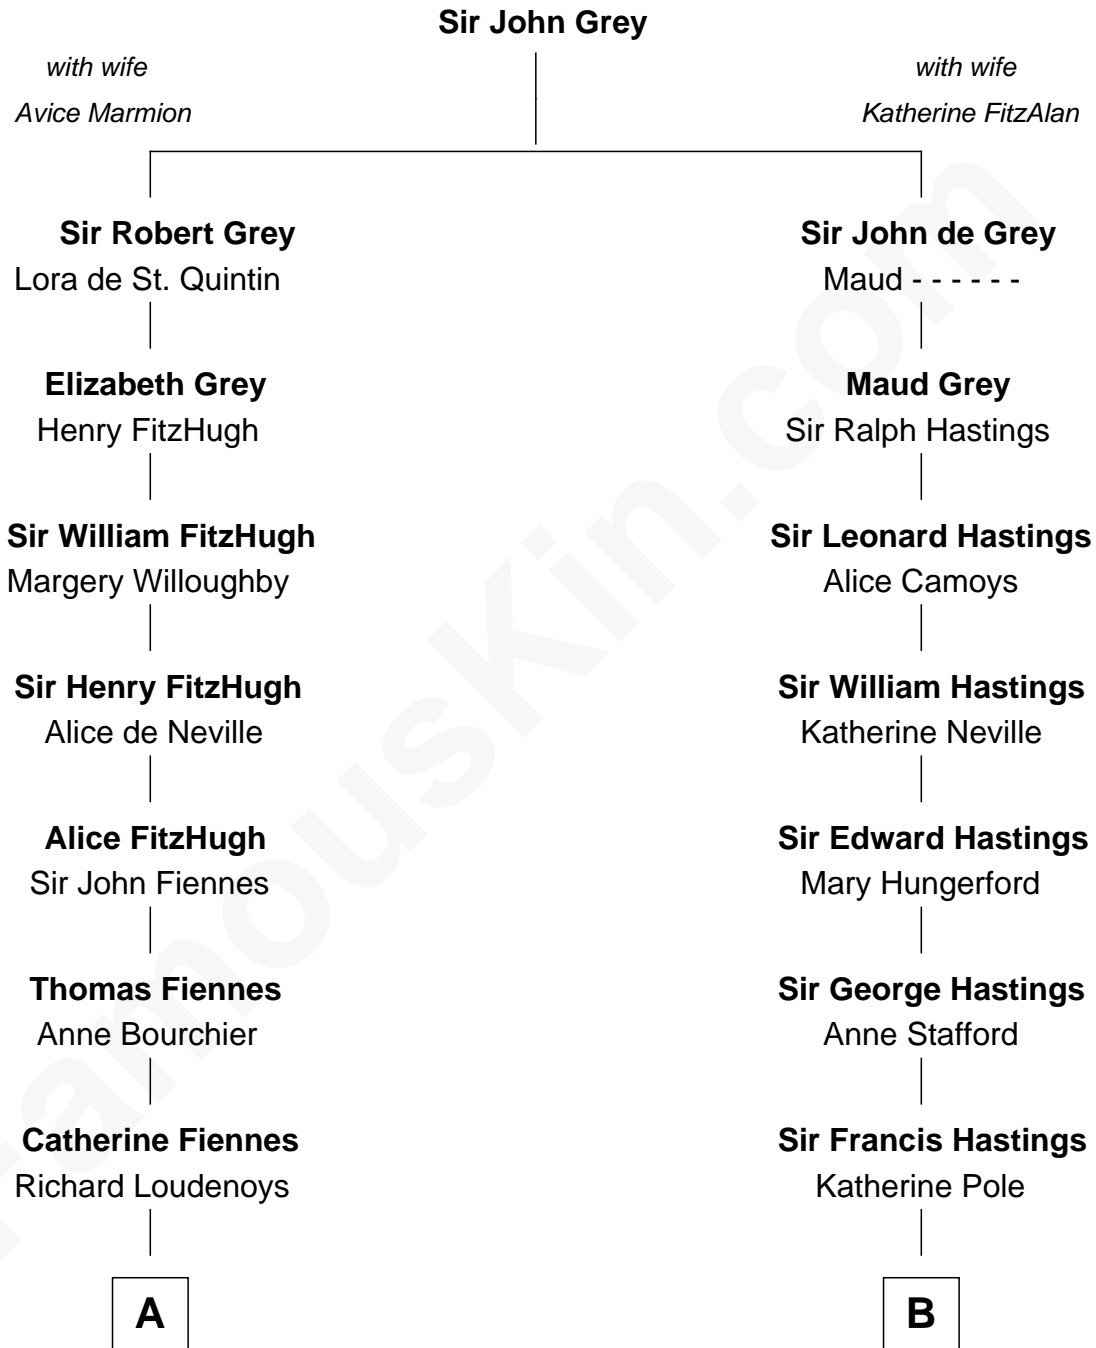 Sir John Grey
with wife
Avice Marmion
with wife
Katherine FitzAlan
Sir Robert Grey
Lora de St. Quintin
Sir John de Grey
Maud - - - - - -
Elizabeth Grey
Henry FitzHugh
Maud Grey
Sir Ralph Hastings
Sir William FitzHugh
Margery Willoughby
Sir Leonard Hastings
Alice Camoys
Sir Henry FitzHugh
Alice de Neville
Sir William Hastings
Katherine Neville
Alice FitzHugh
Sir John Fiennes
Sir Edward Hastings
Mary Hungerford
Thomas Fiennes
Anne Bourchier
Sir George Hastings
Anne Stafford
Catherine Fiennes
Richard Loudenoys
Sir Francis Hastings
Katherine Pole
A
B
FamousKin.com